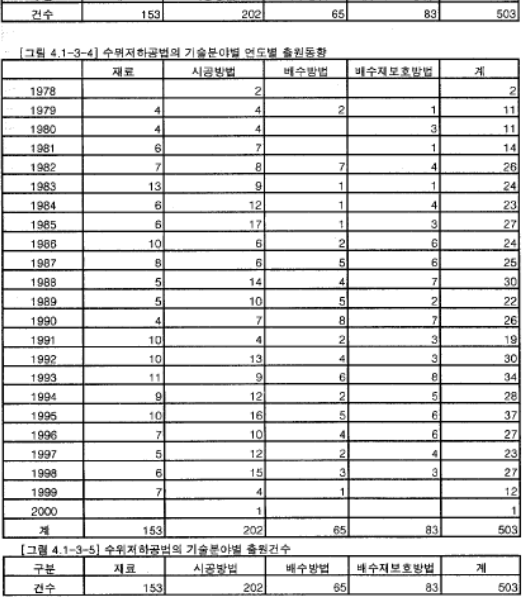 건수 153 202 65 83 503
[그림 4.1-3-4] 수위저하공법의 기술분야별 연도별 출원동향
재료 시공방법 배수방법 배수재보호방법 계
1978 2 2
1979 4 4 2 1 11
1980 4 4 3 11
1981 6 7 1 14
1982 7 8 7 4 26
1983 13 9 1 1 24
1984 6 12 1 4 23
1985 6 17 1 3 27
1986 10 6 2 6 24
1987 8 6 5 6 25
1988 5 14 4 7 30
1989 5 10 5 2 22
1990 4 7 8 7 26
1991 10 4 2 3 19
1992 10 13 4 3 30
1993 11 9 6 8 34
1994 9 12 2 5 28
1995 10 16 5 6 37
1996 7 10 4 6 27
1997 5 12 2 4 23
1998 6 15 3 3 27
1999 7 4 1 12
2000 1 1
계 153 202 65 83 503
[그림 4.1-3-5] 수위저하공법의 기술분야별 출원건수
구분 재료 시공방법 배수방법 배수재보호방법 계
건수 153 202 65 83 503